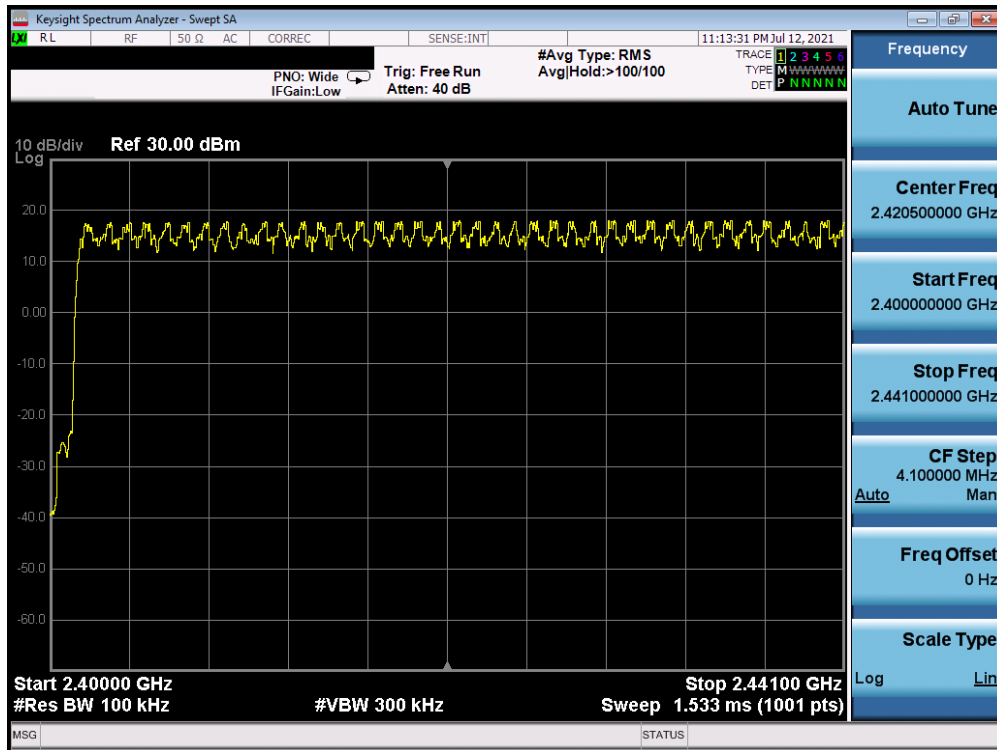 LXI Keysight Spectrum Analyzer - Swept SA
RL RF 50 Ω AC CORREC SENSE:INT 11:13:31 PM Jul 12, 2021
PNO: Wide
IFGain:Low
Trig: Free Run
Atten: 40 dB
#Avg Type: RMS
Avg|Hold:>100/100
TRACE 1 2 3 4 5 6
TYPE M WWWWW
DET P N N N N N
10 dB/div Ref 30.00 dBm
Log
20.0
10.0
0.00
-10.0
-20.0
-30.0
-40.0
-50.0
-60.0
Start 2.40000 GHz Stop 2.44100 GHz
#Res BW 100 kHz #VBW 300 kHz Sweep 1.533 ms (1001 pts)
MSG STATUS
Frequency
Auto Tune
Center Freq
2.420500000 GHz
Start Freq
2.400000000 GHz
Stop Freq
2.441000000 GHz
CF Step
4.100000 MHz
Auto Man
Freq Offset
0 Hz
Scale Type
Log Lin